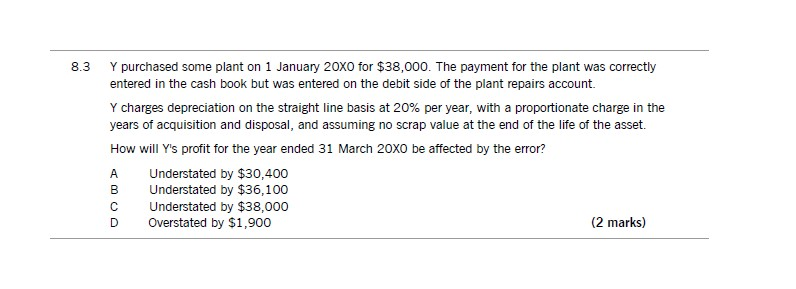 8.3 Y purchased some plant on 1 January 20X0 for $38,000. The payment for the plant was correctly
entered in the cash book but was entered on the debit side of the plant repairs account.
Y charges depreciation on the straight line basis at 20% per year, with a proportionate charge in the
years of acquisition and disposal, and assuming no scrap value at the end of the life of the asset.
How will Y's profit for the year ended 31 March 20X0 be affected by the error?
A Understated by $30,400
B Understated by $36,100
C Understated by $38,000
D Overstated by $1,900 (2 marks)